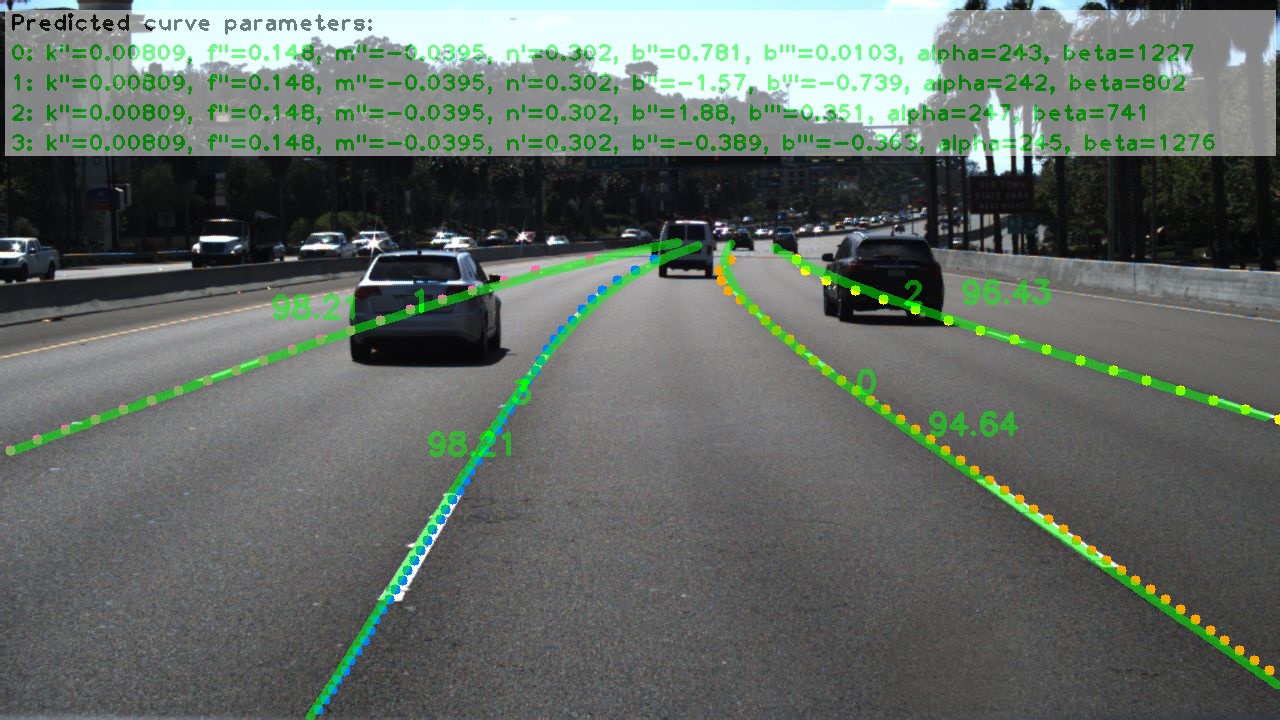 Predicted curve parameters:
0: k''=0.00809, f''=0.148, m''=-0.0395, n'=0.302, b''=0.781, b'''=0.0103, alpha=243, beta=1227
1: k''=0.00809, f''=0.148, m''=-0.0395, n'=0.302, b''=-1.57, b'''=-0.739, alpha=242, beta=802
2: k''=0.00809, f''=0.148, m''=-0.0395, n'=0.302, b''=1.88, b'''=0.351, alpha=247, beta=741
3: k''=0.00809, f''=0.148, m''=-0.0395, n'=0.302, b''=-0.389, b'''=-0.363, alpha=245, beta=1276
OLD TOWN
98.21 1
2 96.43
0
3
94.64
98.21